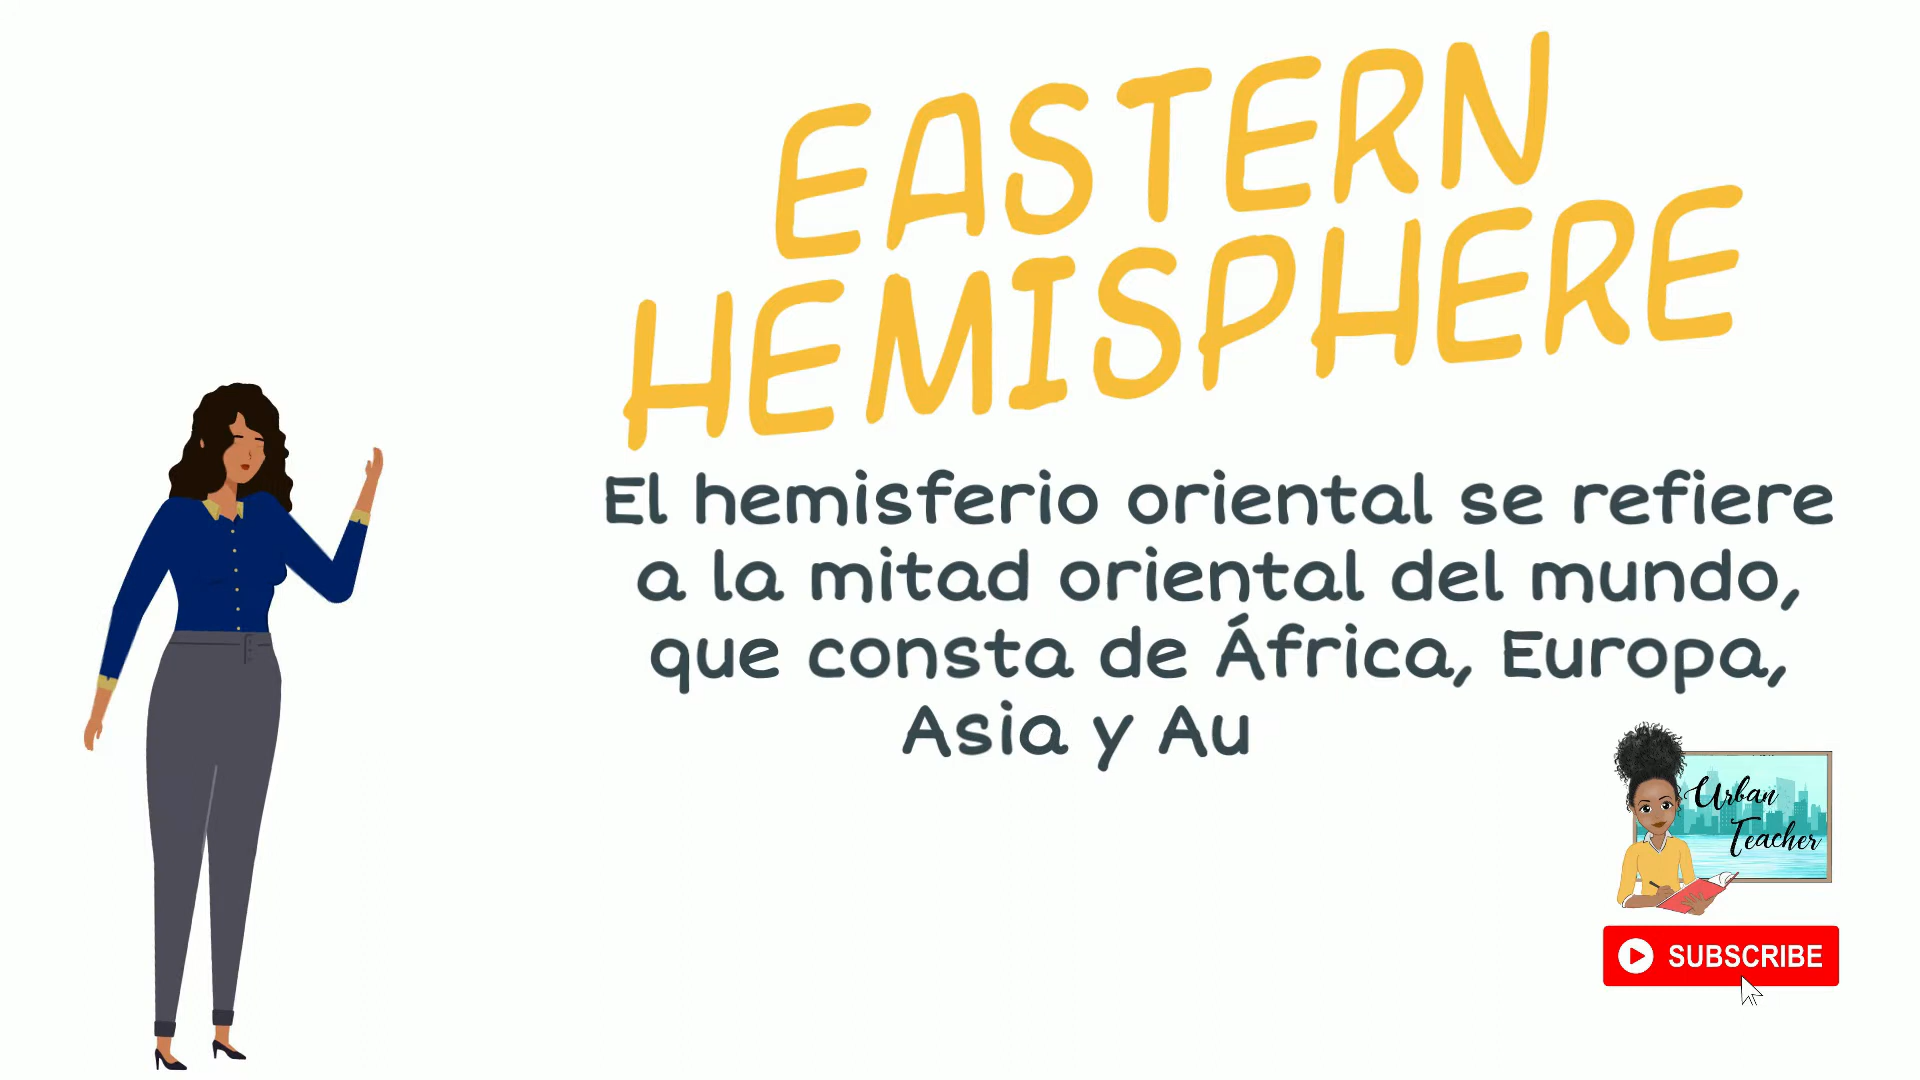 EASTERN
HEMISPHERE
El hemisferio oriental se refiere
a la mitad oriental del mundo,
que consta de África, Europa,
Asia y Au
Urban
Teacher
SUBSCRIBE